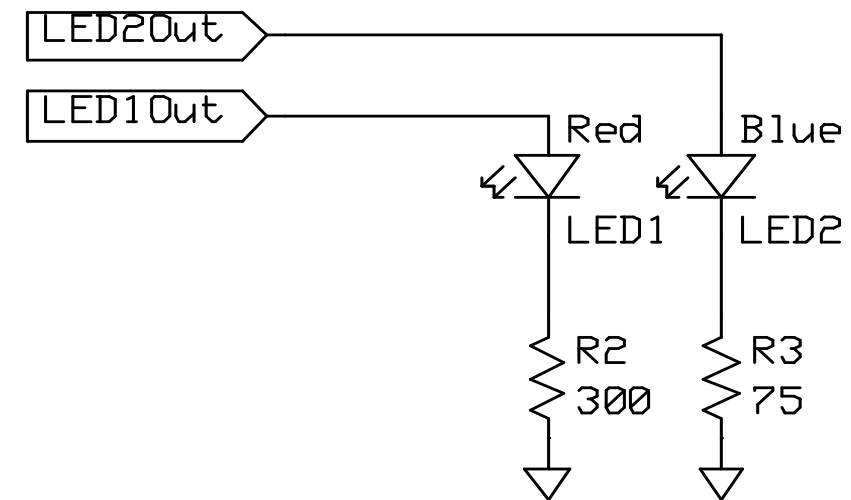 LED2Out
LED1Out
Red
Blue
LED1
LED2
R2
300
R3
75